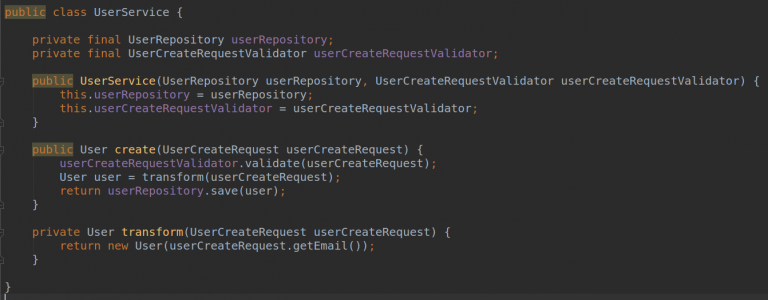 public class UserService {
private final UserRepository userRepository;
private final UserCreateRequestValidator userCreateRequestValidator;
public UserService(UserRepository userRepository, UserCreateRequestValidator userCreateRequestValidator) {
this.userRepository = userRepository;
this.userCreateRequestValidator = userCreateRequestValidator;
}
public User create(UserCreateRequest userCreateRequest) {
userCreateRequestValidator.validate(userCreateRequest);
User user = transform(userCreateRequest);
return userRepository.save(user);
}
private User transform(UserCreateRequest userCreateRequest) {
return new User(userCreateRequest.getEmail());
}
}